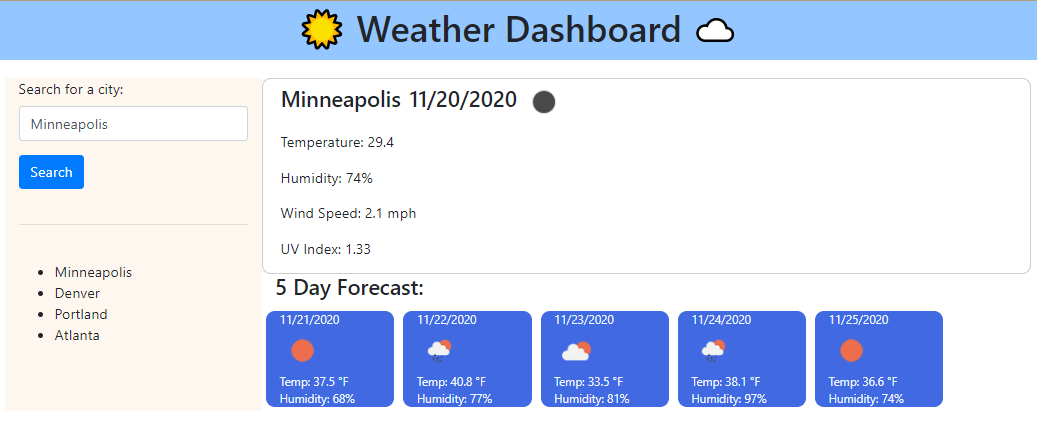 Weather Dashboard
Search for a city:
Minneapolis
Search
Minneapolis
Denver
Portland
Atlanta
Minneapolis 11/20/2020
Temperature: 29.4
Humidity: 74%
Wind Speed: 2.1 mph
UV Index: 1.33
5 Day Forecast:
11/21/2020
Temp: 37.5 °F
Humidity: 68%
11/22/2020
Temp: 40.8 °F
Humidity: 77%
11/23/2020
Temp: 33.5 °F
Humidity: 81%
11/24/2020
Temp: 38.1 °F
Humidity: 97%
11/25/2020
Temp: 36.6 °F
Humidity: 74%